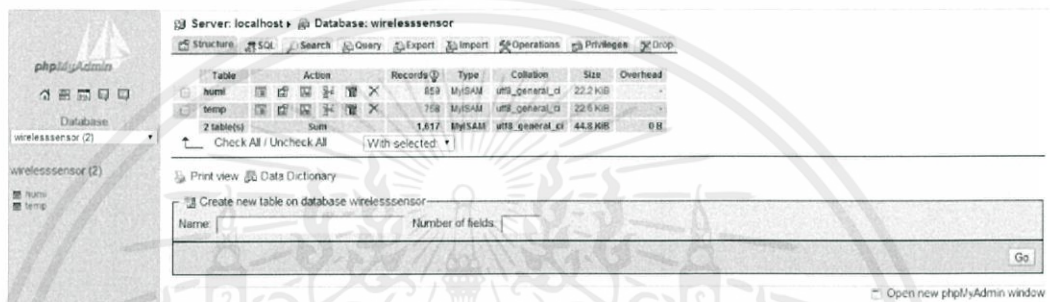 phpMyAdmin
Database
wirelesssensor (2)
wirelesssensor (2)
humi
temp
Server: localhost ▸ Database: wirelesssensor
Structure SQL Search Query Export Import Operations Privileges Drop
Table Action Records Type Collation Size Overhead
humi 859 MyISAM utf8_general_ci 22.2 KiB -
temp 758 MyISAM utf8_general_ci 22.6 KiB -
2 table(s) Sum 1,617 MyISAM utf8_general_ci 44.8 KiB 0 B
Check All / Uncheck All With selected:
Print view Data Dictionary
Create new table on database wirelesssensor
Name: Number of fields:
Go
Open new phpMyAdmin window